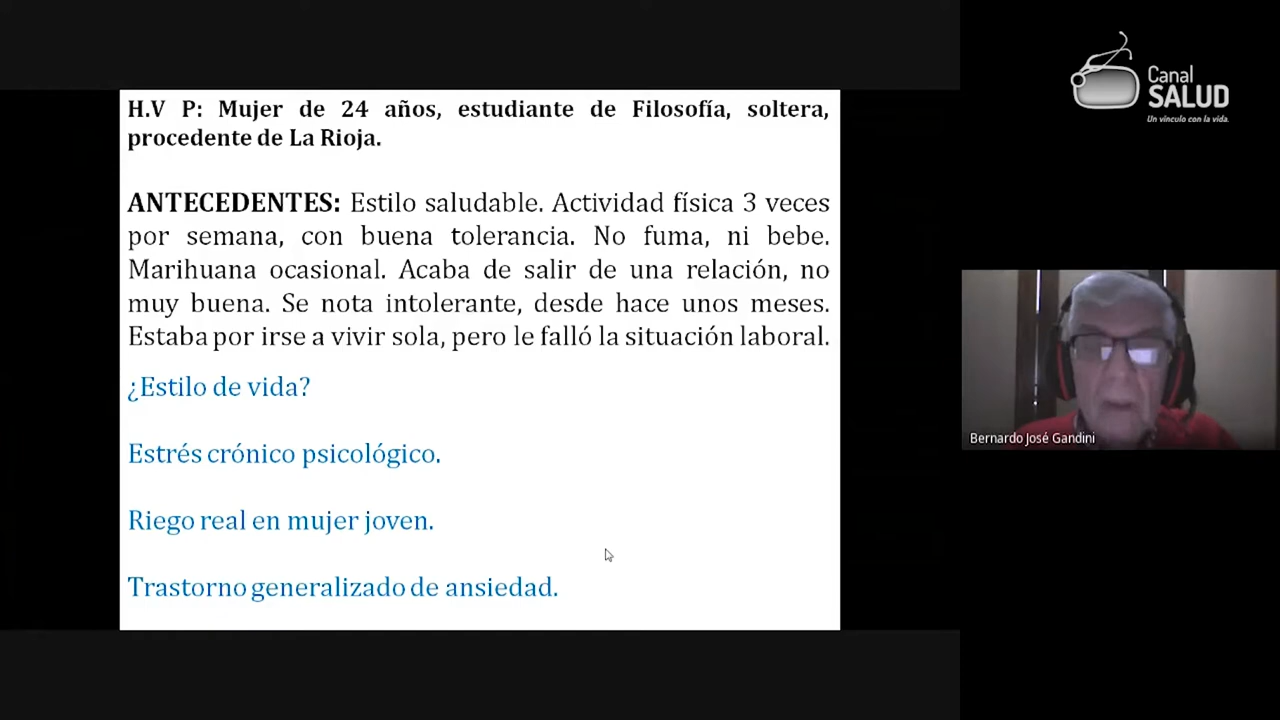 H.V P: Mujer de 24 años, estudiante de Filosofía, soltera,
procedente de La Rioja.
ANTECEDENTES: Estilo saludable. Actividad física 3 veces
por semana, con buena tolerancia. No fuma, ni bebe.
Marihuana ocasional. Acaba de salir de una relación, no
muy buena. Se nota intolerante, desde hace unos meses.
Estaba por irse a vivir sola, pero le falló la situación laboral.
¿Estilo de vida?
Estrés crónico psicológico.
Riego real en mujer joven.
Trastorno generalizado de ansiedad.
Canal
SALUD
Un vínculo con la vida.
Bernardo José Gandini